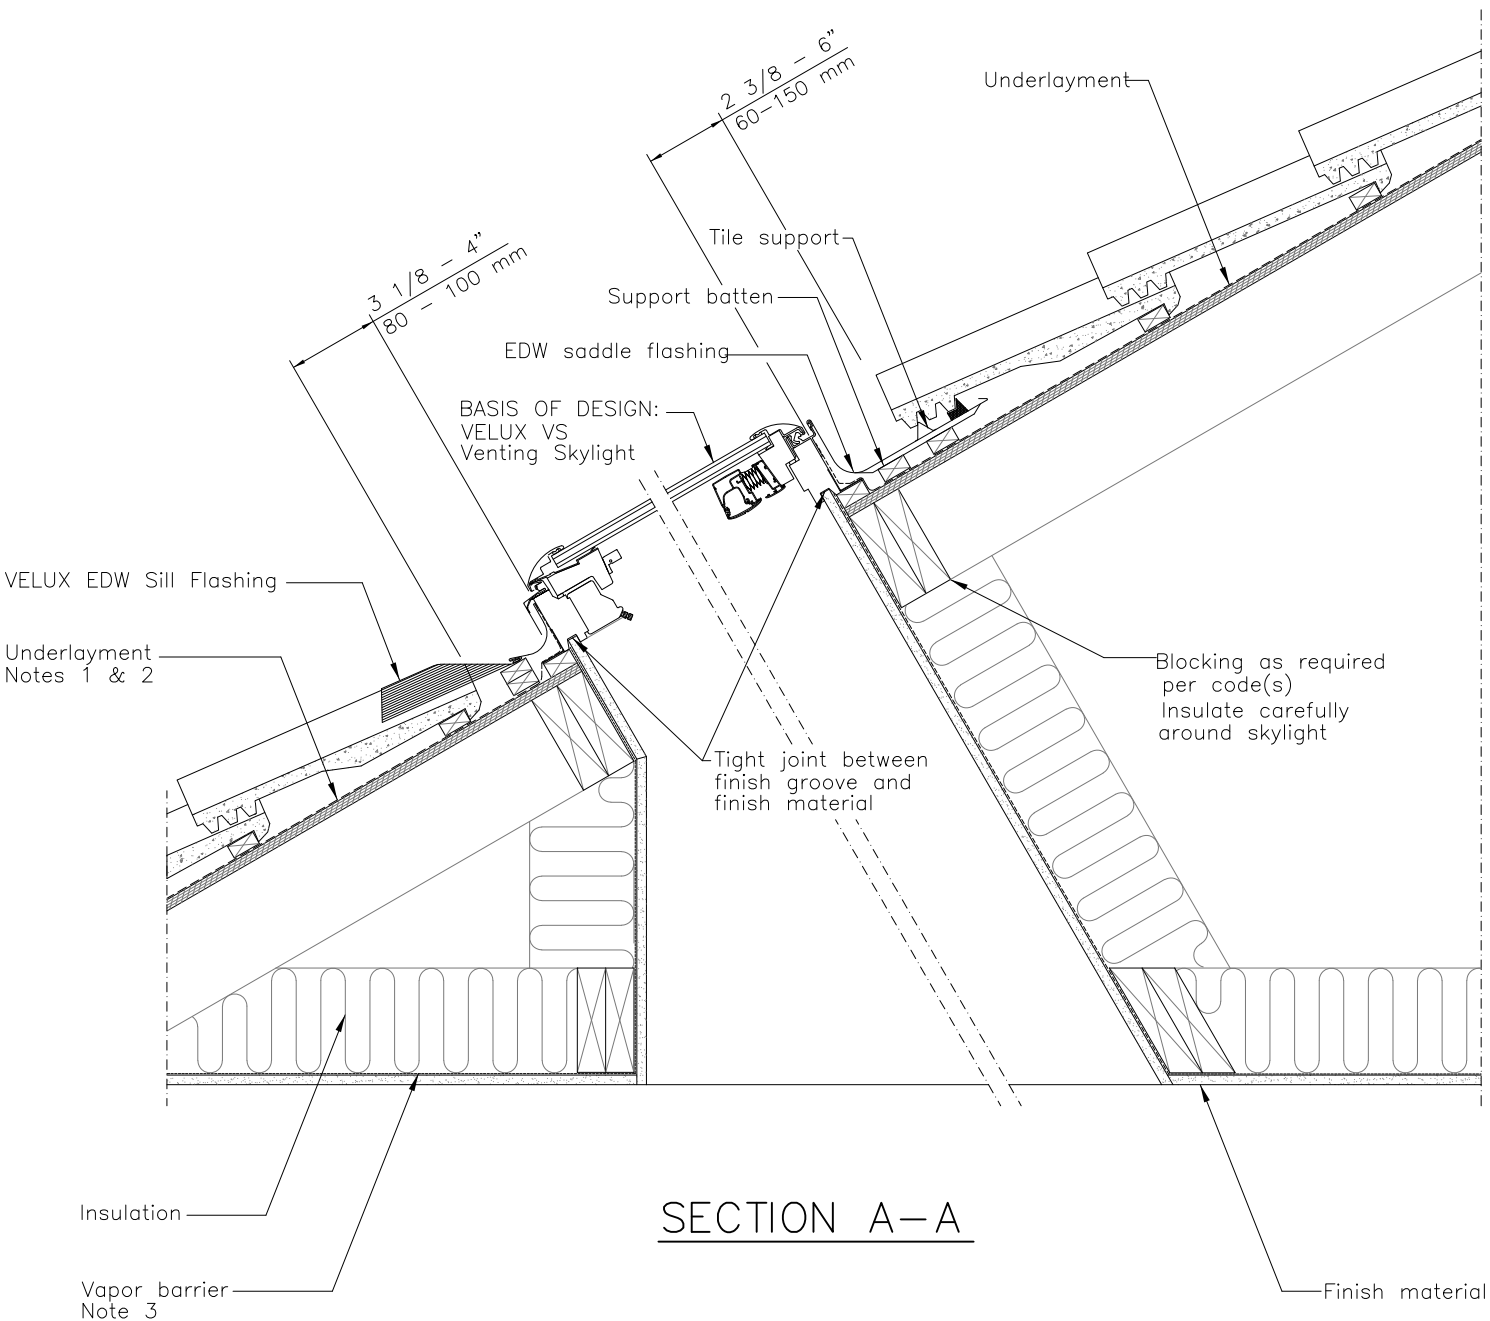 2 3/8 - 6"
60-150 mm
Underlayment
Tile support
3 1/8 - 4"
80 - 100 mm
Support batten
EDW saddle flashing
BASIS OF DESIGN:
VELUX VS
Venting Skylight
VELUX EDW Sill Flashing
Underlayment
Notes 1 & 2
Blocking as required
per code(s)
Insulate carefully
around skylight
Tight joint between
finish groove and
finish material
Insulation
SECTION A-A
Vapor barrier
Note 3
Finish material